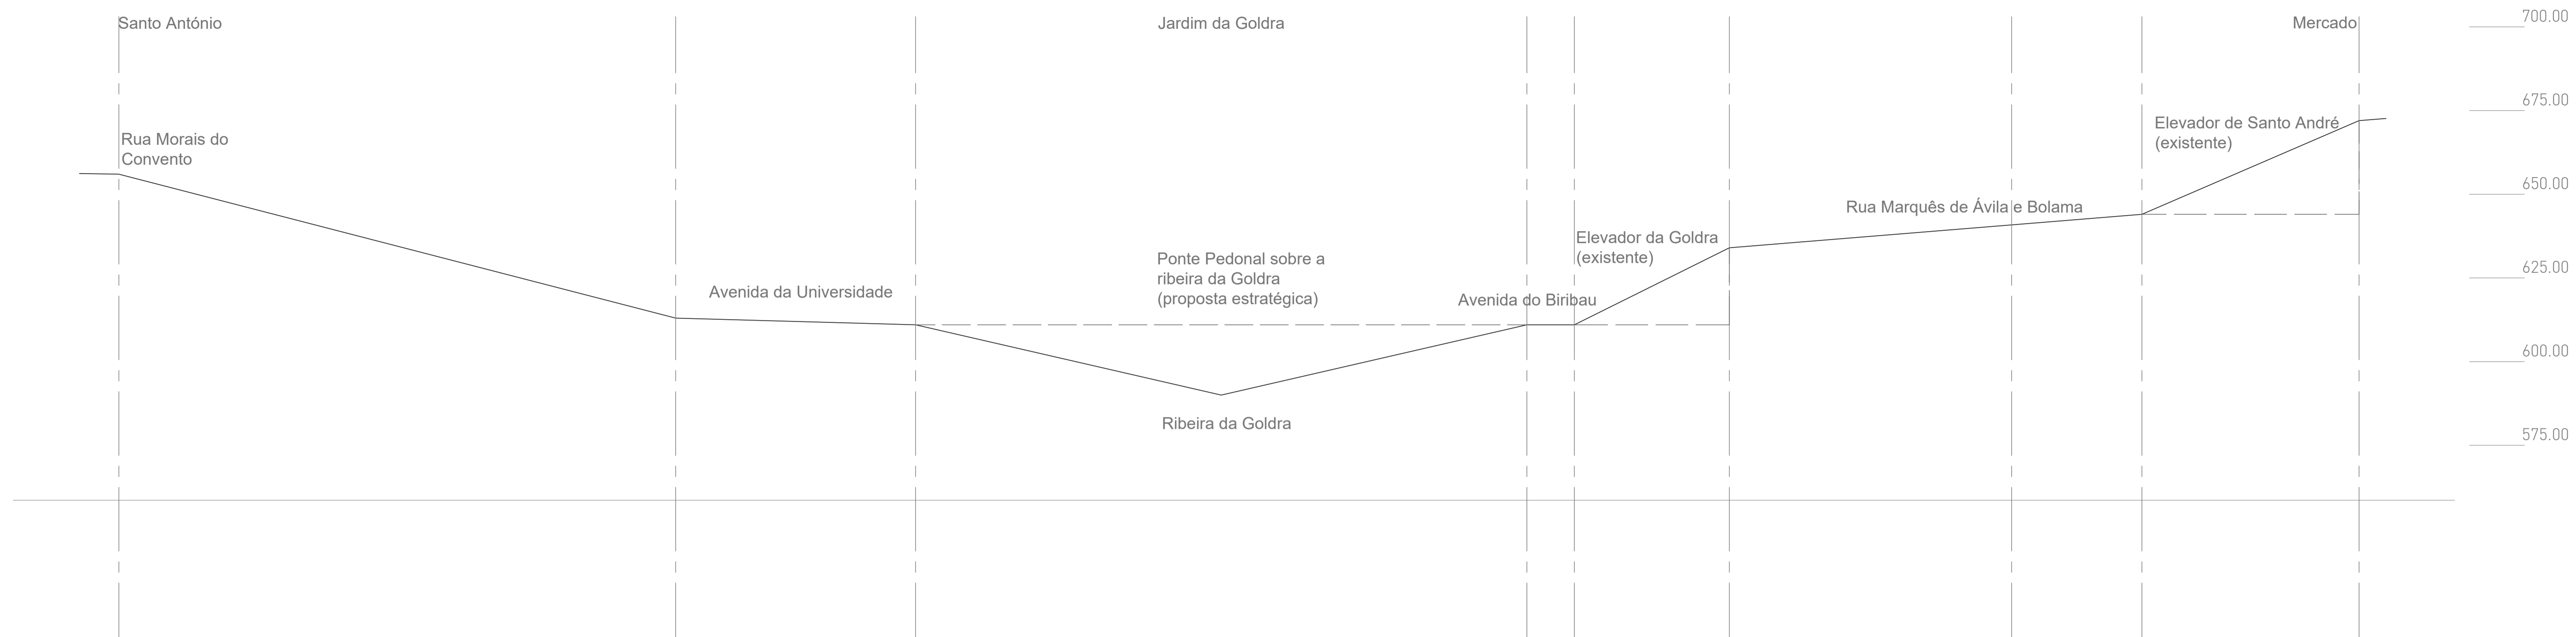 Santo António
Jardim da Goldra
Mercado
700.00
675.00
Elevador de Santo André
(existente)
Rua Morais do
Convento
650.00
Rua Marquês de Ávila e Bolama
Elevador da Goldra
(existente)
Ponte Pedonal sobre a
ribeira da Goldra
(proposta estratégica)
625.00
Avenida da Universidade
Avenida do Biribau
600.00
Ribeira da Goldra
575.00